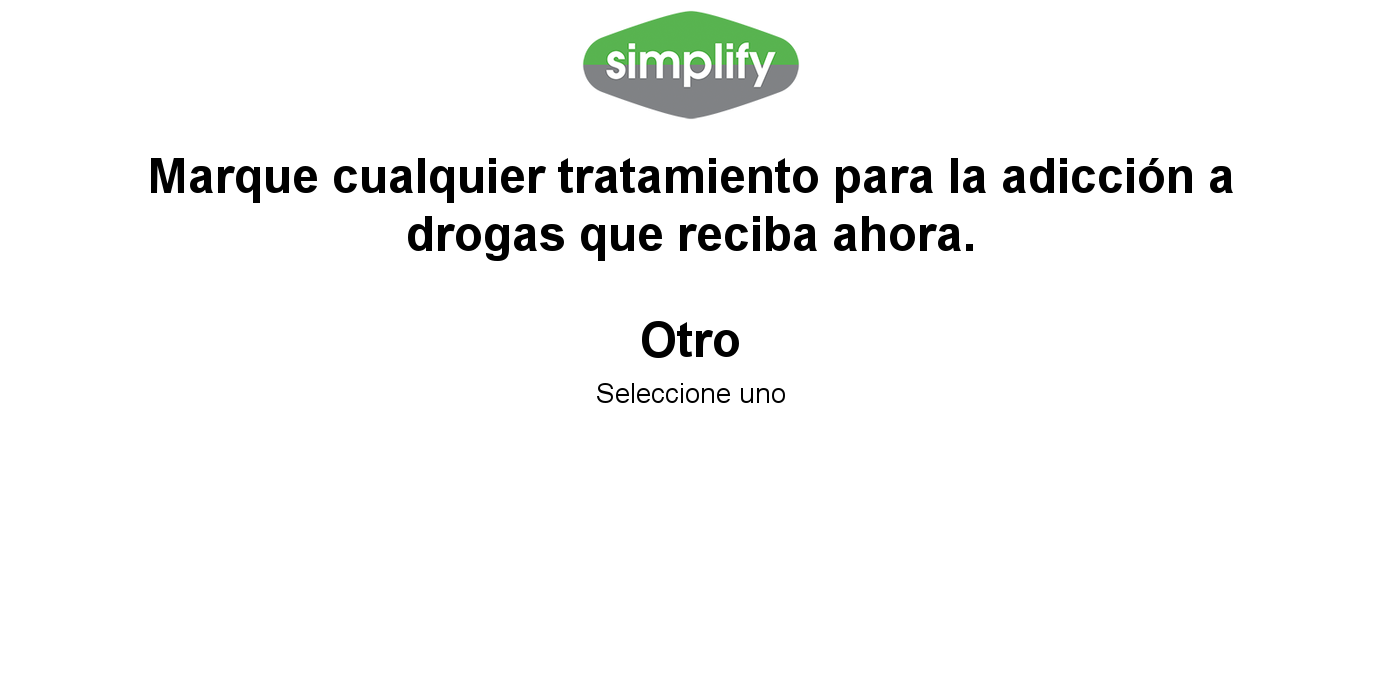 simplify
Marque cualquier tratamiento para la adicción a
drogas que reciba ahora.
Otro
Seleccione uno